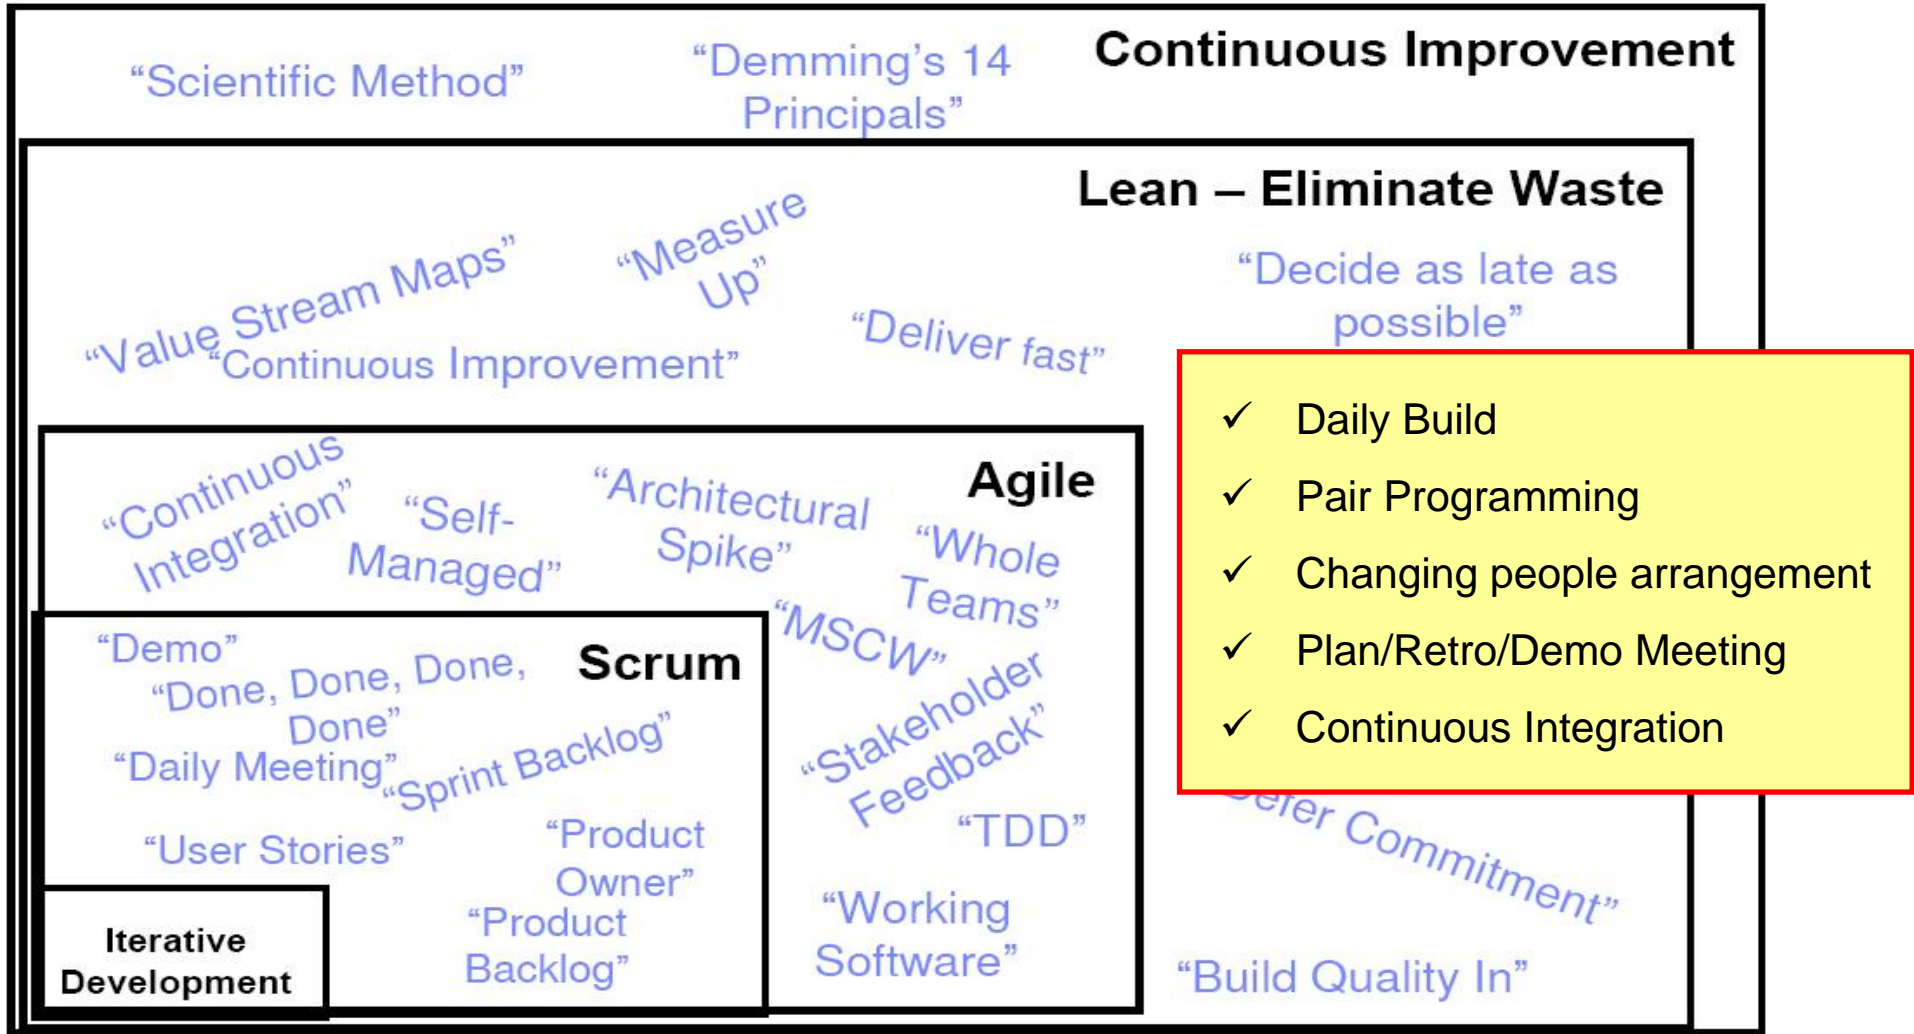 Continuous Improvement
“Scientific Method”
“Demming’s 14
Principals”
Lean – Eliminate Waste
“Value Stream Maps”
“Measure
Up”
“Decide as late as
possible”
“Deliver fast”
“Continuous Improvement”
✓ Daily Build
✓ Pair Programming
✓ Changing people arrangement
✓ Plan/Retro/Demo Meeting
✓ Continuous Integration
Agile
“Continuous
Integration”
“Self-
Managed”
“Architectural
Spike”
“Whole
Teams”
“MSCW”
“Stakeholder
Feedback”
“TDD”
“Working
Software”
Scrum
“Demo”
“Done, Done, Done,
Done”
“Daily Meeting”
“Sprint Backlog”
“User Stories”
“Product
Owner”
“Product
Backlog”
Iterative
Development
Commitment”
“Build Quality In”